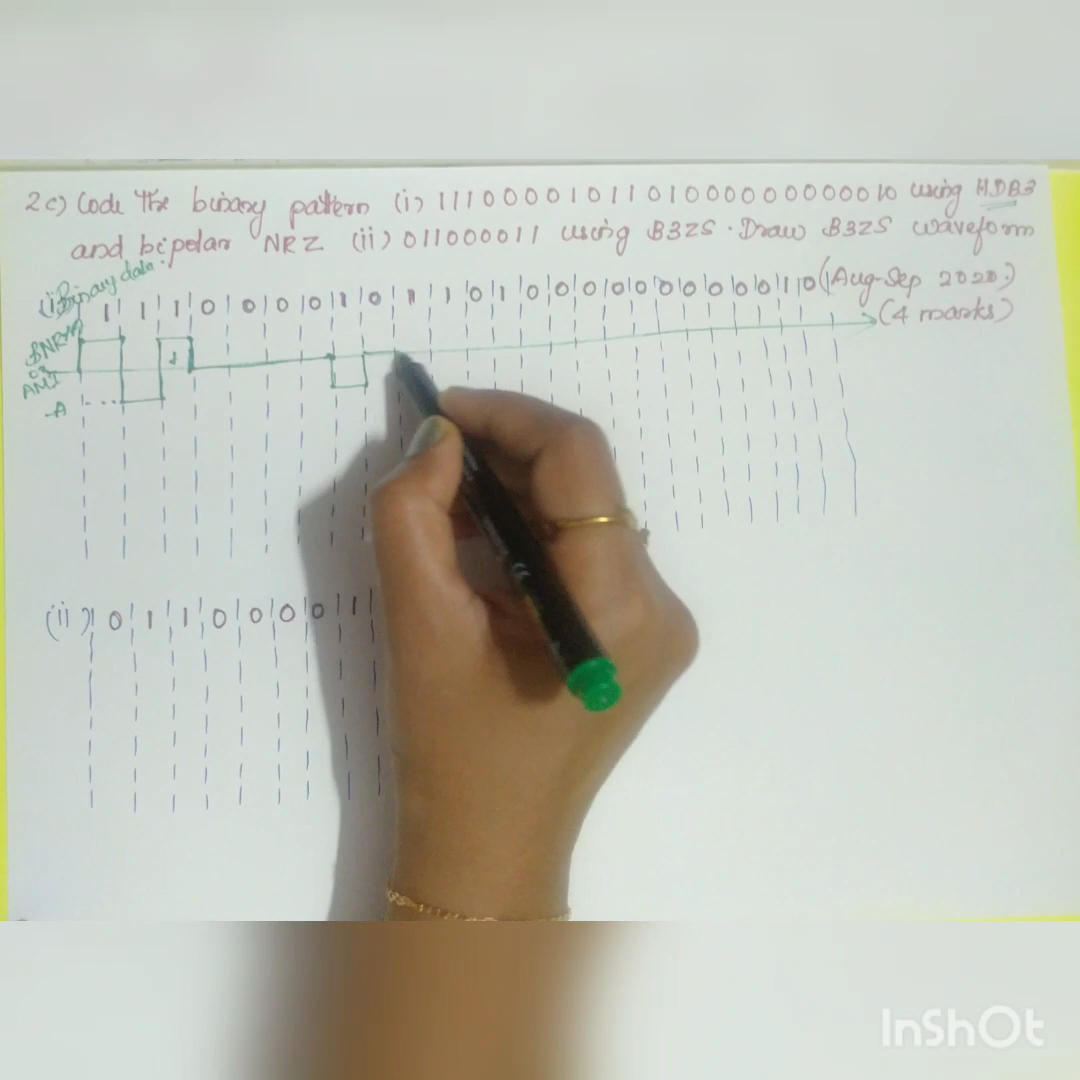 2c) Code the binary pattern (i) 1110000101101000000000010 using HDB3
and bipolar NRZ (ii) 011000011 using B3ZS. Draw B3ZS waveform
(i) Binary data: 1 1 1 0 0 0 0 1 0 1 1 0 1 0 0 0 0 0 0 0 0 0 0 1 0 (Aug-Sep 2020)
(4 marks)
or
AMI
-A
(ii) 0 1 1 0 0 0 0 1
InShOt